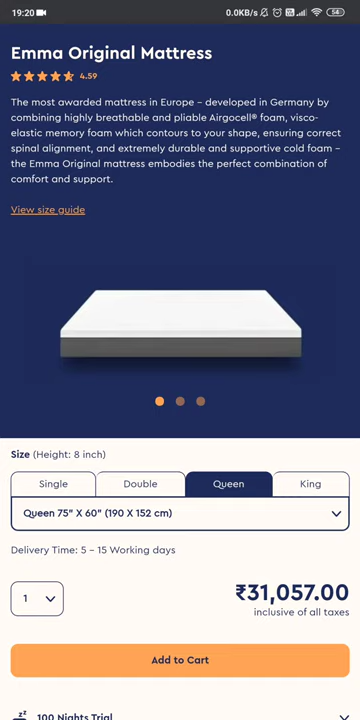 19:20
0.0KB/s
54
Emma Original Mattress
4.59
The most awarded mattress in Europe – developed in Germany by
combining highly breathable and pliable Airgocell® foam, visco-
elastic memory foam which contours to your shape, ensuring correct
spinal alignment, and extremely durable and supportive cold foam –
the Emma Original mattress embodies the perfect combination of
comfort and support.
View size guide
Size (Height: 8 inch)
Single Double Queen King
Queen 75" X 60" (190 X 152 cm)
Delivery Time: 5 – 15 Working days
1
₹31,057.00
inclusive of all taxes
Add to Cart
100 Nights Trial